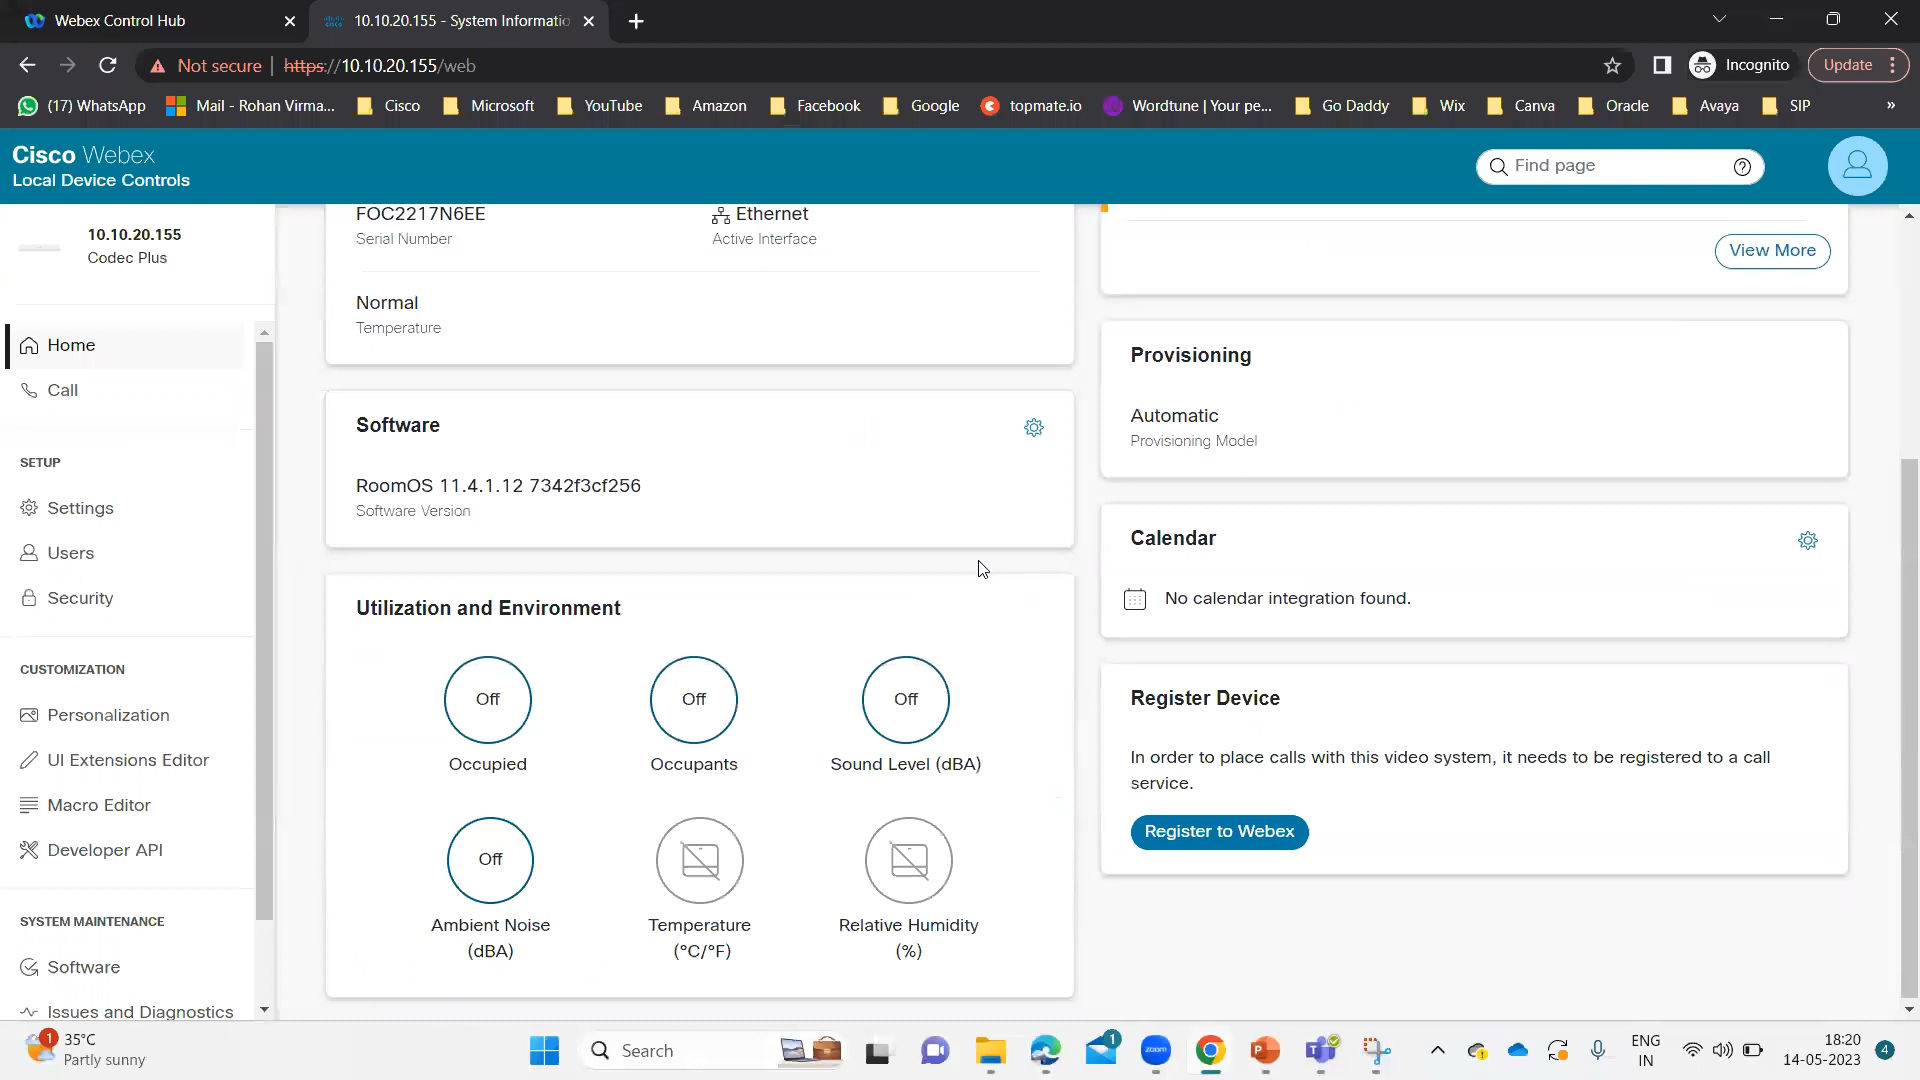 Webex Control Hub
10.10.20.155 - System Informatio
Not secure
https://10.10.20.155/web
Incognito
Update
(17) WhatsApp
Mail - Rohan Virma...
Cisco
Microsoft
YouTube
Amazon
Facebook
Google
topmate.io
Wordtune | Your pe...
Go Daddy
Wix
Canva
Oracle
Avaya
SIP
»
Cisco Webex
Local Device Controls
Find page
10.10.20.155
Codec Plus
Home
Call
SETUP
Settings
Users
Security
CUSTOMIZATION
Personalization
UI Extensions Editor
Macro Editor
Developer API
SYSTEM MAINTENANCE
Software
Issues and Diagnostics
FOC2217N6EE
Serial Number
Ethernet
Active Interface
Normal
Temperature
Software
RoomOS 11.4.1.12 7342f3cf256
Software Version
Utilization and Environment
Off
Occupied
Off
Occupants
Off
Sound Level (dBA)
Off
Ambient Noise
(dBA)
Temperature
(°C/°F)
Relative Humidity
(%)
View More
Provisioning
Automatic
Provisioning Model
Calendar
No calendar integration found.
Register Device
In order to place calls with this video system, it needs to be registered to a call
service.
Register to Webex
1
35°C
Partly sunny
Search
1
zoom
ENG
IN
18:20
14-05-2023
4